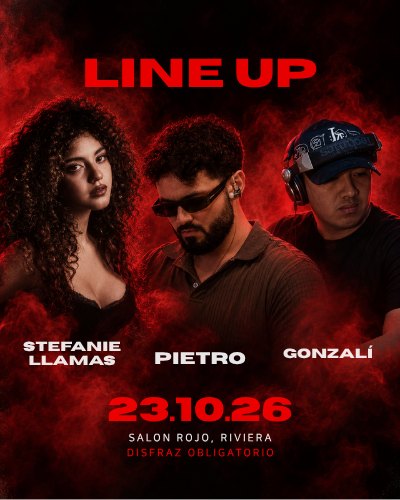 LINE UP
STEFANIE
LLAMAS
PIETRO
GONZALÍ
23.10.26
SALON ROJO, RIVIERA
DISFRAZ OBLIGATORIO